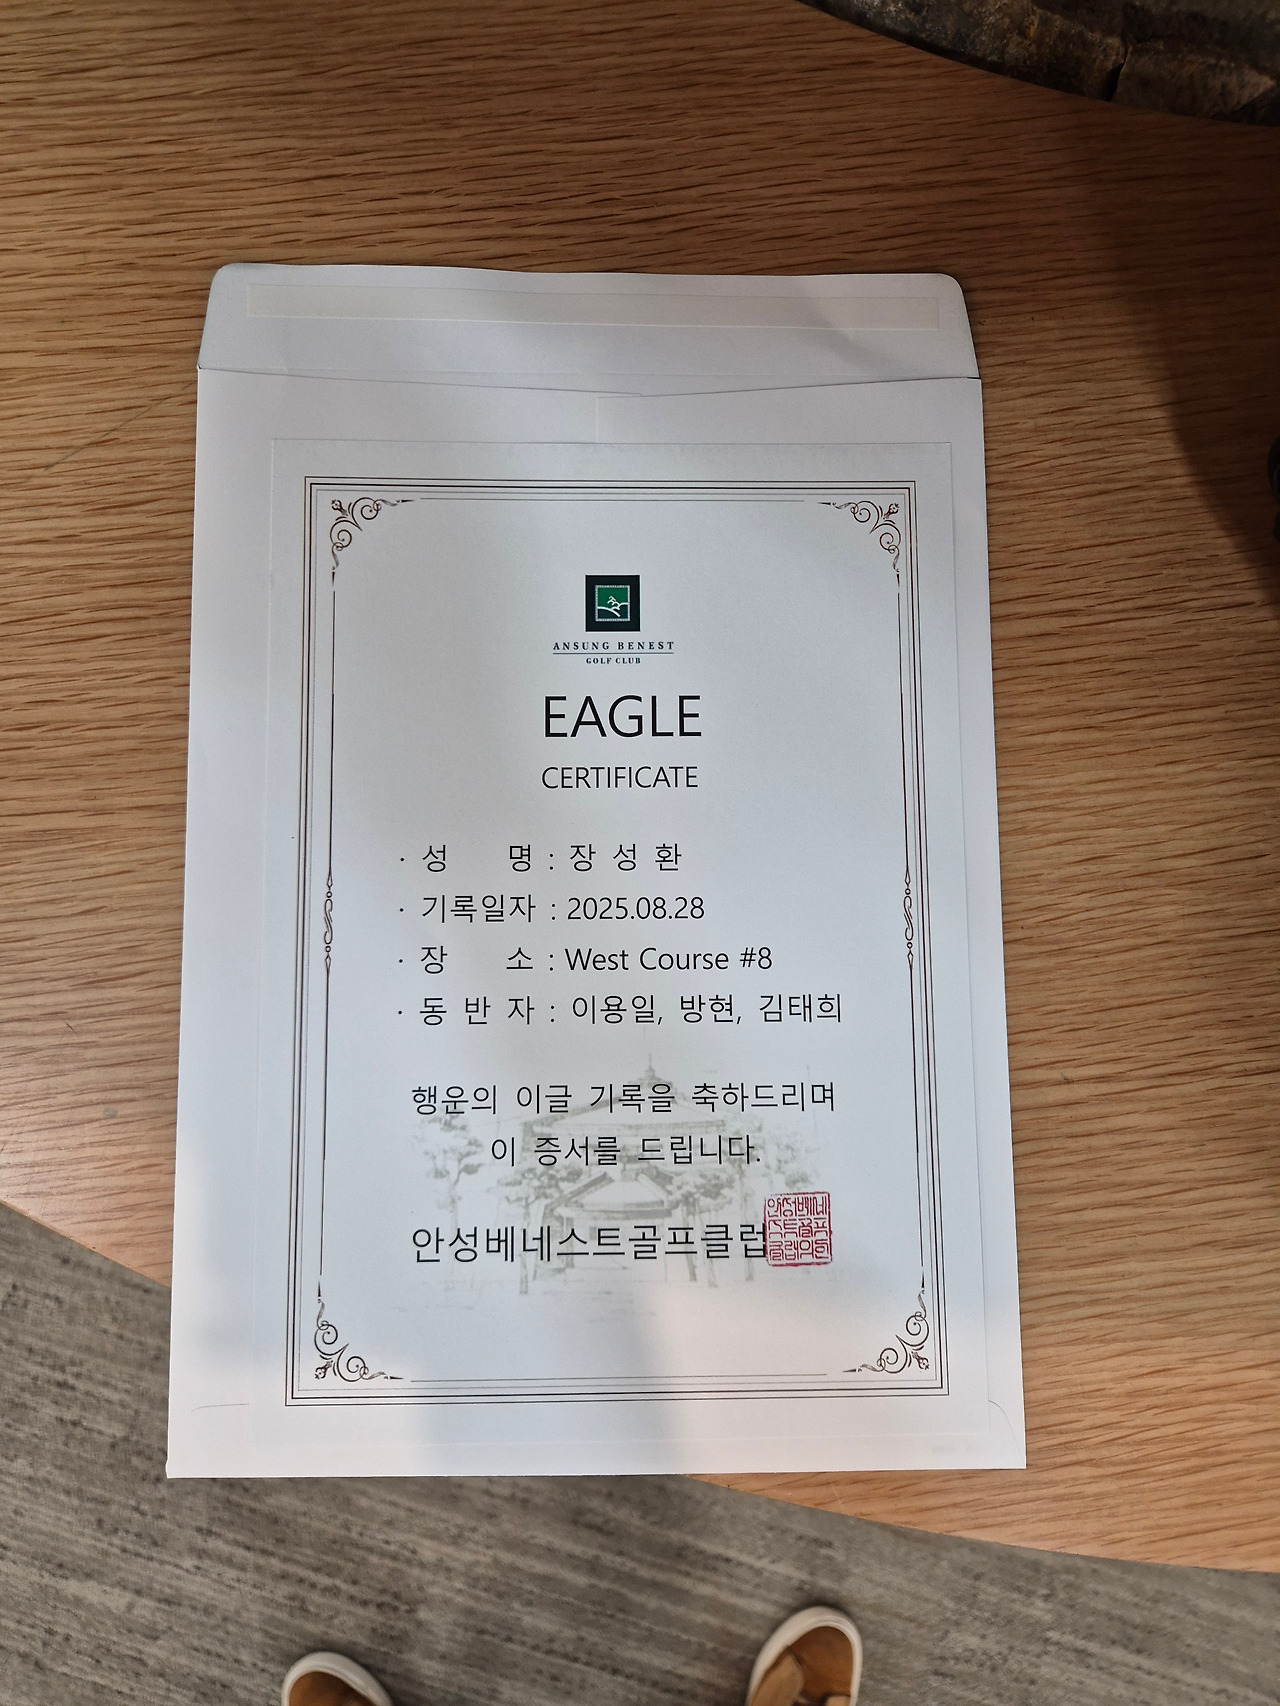 ANSUNG BENEST
GOLF CLUB
EAGLE
CERTIFICATE
· 성 명 : 장 성 환
· 기록일자 : 2025.08.28
· 장 소 : West Course #8
· 동 반 자 : 이용일, 방현, 김태희
행운의 이글 기록을 축하드리며
이 증서를 드립니다.
안성베네스트골프클럽